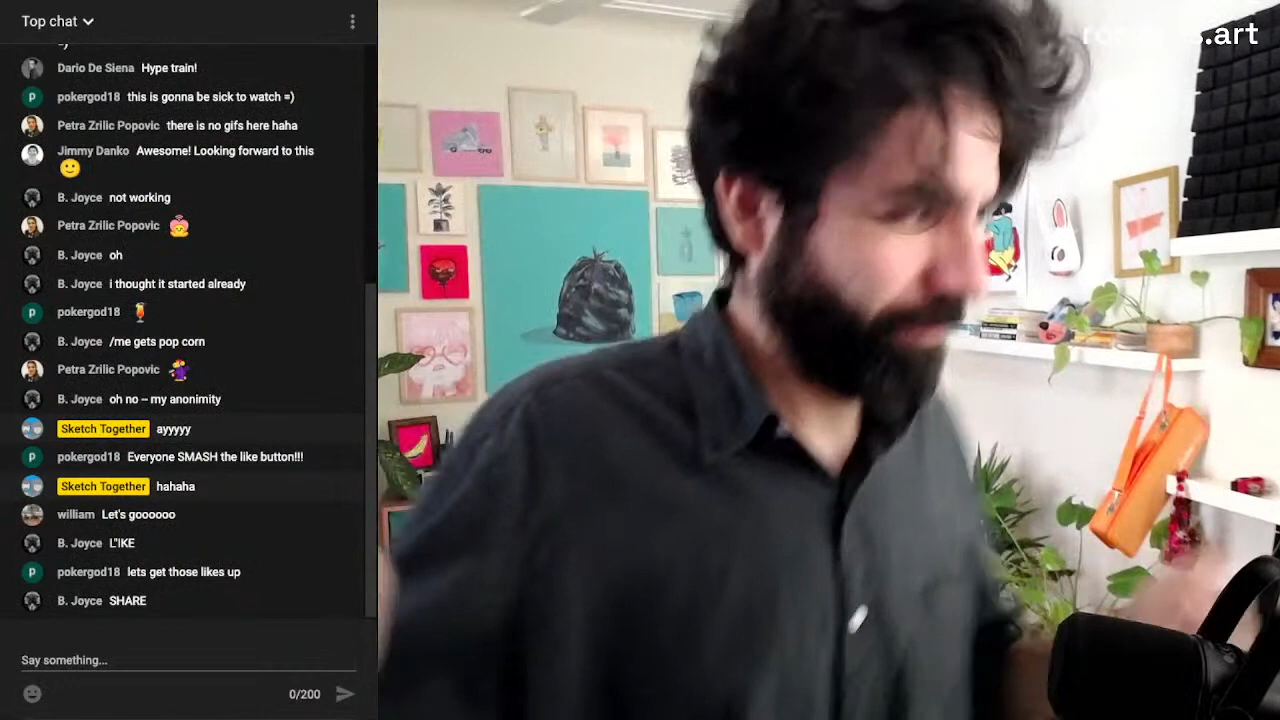 Top chat
=)
Dario De Siena Hype train!
pokergod18 this is gonna be sick to watch =)
Petra Zrilic Popovic there is no gifs here haha
Jimmy Danko Awesome! Looking forward to this
B. Joyce not working
Petra Zrilic Popovic
B. Joyce oh
B. Joyce i thought it started already
pokergod18
B. Joyce /me gets pop corn
Petra Zrilic Popovic
B. Joyce oh no -- my anonimity
Sketch Together ayyyyy
pokergod18 Everyone SMASH the like button!!!
Sketch Together hahaha
william Let's goooooo
B. Joyce L"IKE
pokergod18 lets get those likes up
B. Joyce SHARE
Say something...
0/200
P
P
P
P
P
.art